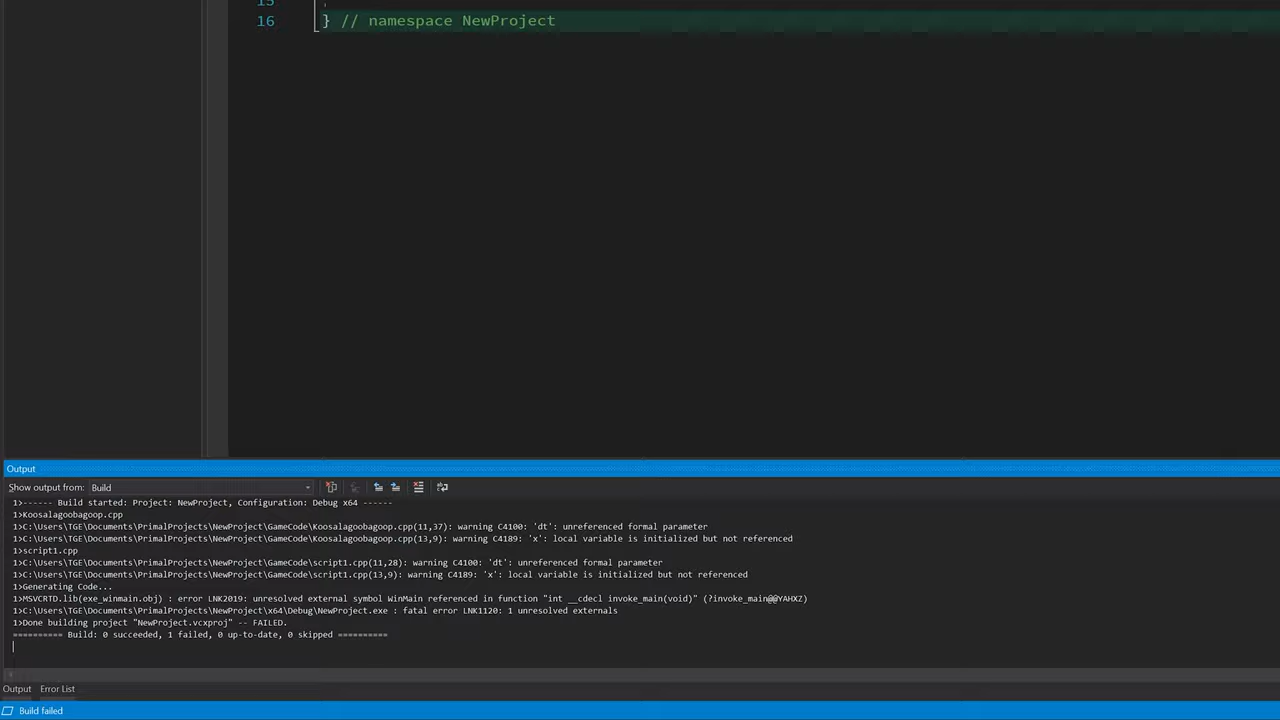 15
16 } // namespace NewProject
Output
Show output from: Build
1>------ Build started: Project: NewProject, Configuration: Debug x64 ------
1>Koosalagoobagoop.cpp
1>C:\Users\TGE\Documents\PrimalProjects\NewProject\GameCode\Koosalagoobagoop.cpp(11,37): warning C4100: 'dt': unreferenced formal parameter
1>C:\Users\TGE\Documents\PrimalProjects\NewProject\GameCode\Koosalagoobagoop.cpp(13,9): warning C4189: 'x': local variable is initialized but not referenced
1>script1.cpp
1>C:\Users\TGE\Documents\PrimalProjects\NewProject\GameCode\script1.cpp(11,28): warning C4100: 'dt': unreferenced formal parameter
1>C:\Users\TGE\Documents\PrimalProjects\NewProject\GameCode\script1.cpp(13,9): warning C4189: 'x': local variable is initialized but not referenced
1>Generating Code...
1>MSVCRTD.lib(exe_winmain.obj) : error LNK2019: unresolved external symbol WinMain referenced in function "int __cdecl invoke_main(void)" (?invoke_main@@YAHXZ)
1>C:\Users\TGE\Documents\PrimalProjects\NewProject\x64\Debug\NewProject.exe : fatal error LNK1120: 1 unresolved externals
1>Done building project "NewProject.vcxproj" -- FAILED.
========== Build: 0 succeeded, 1 failed, 0 up-to-date, 0 skipped ==========
Output Error List
Build failed